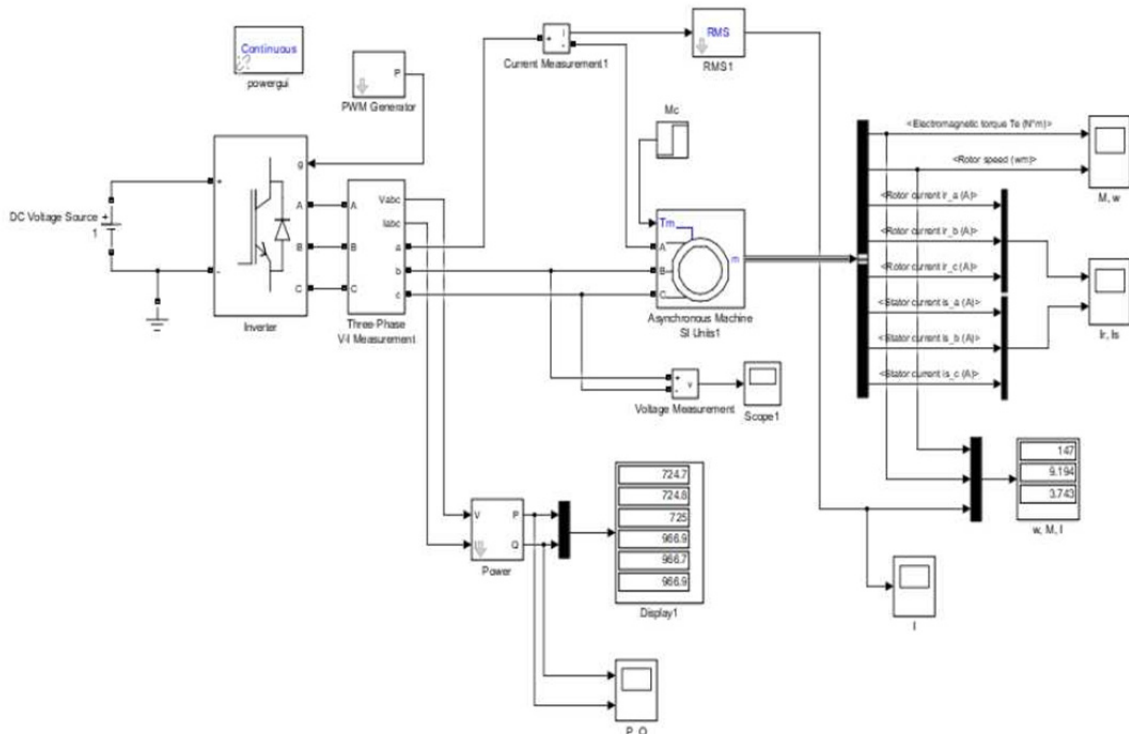 Continuous
powergui
P
PWM Generator
+
i
-
Current Measurement1
RMS
RMS1
Mc
DC Voltage Source
1
+
+
-
g
A
B
C
Inverter
A
B
C
Vabc
Iabc
a
b
c
Three-Phase
V-I Measurement
Tm
A
B
C
m
Asynchronous Machine
SI Units1
<Electromagnetic torque Te (N*m)>
<Rotor speed (wm)>
<Rotor current ir_a (A)>
<Rotor current ir_b (A)>
<Rotor current ir_c (A)>
<Stator current is_a (A)>
<Stator current is_b (A)>
<Stator current is_c (A)>
M, w
Ir, Is
+
-
v
Voltage Measurement
Scope1
V
I
P
Q
Power
724.7
724.8
725
966.9
966.7
966.9
Display1
147
9.194
3.743
w, M, I
I
P_Q